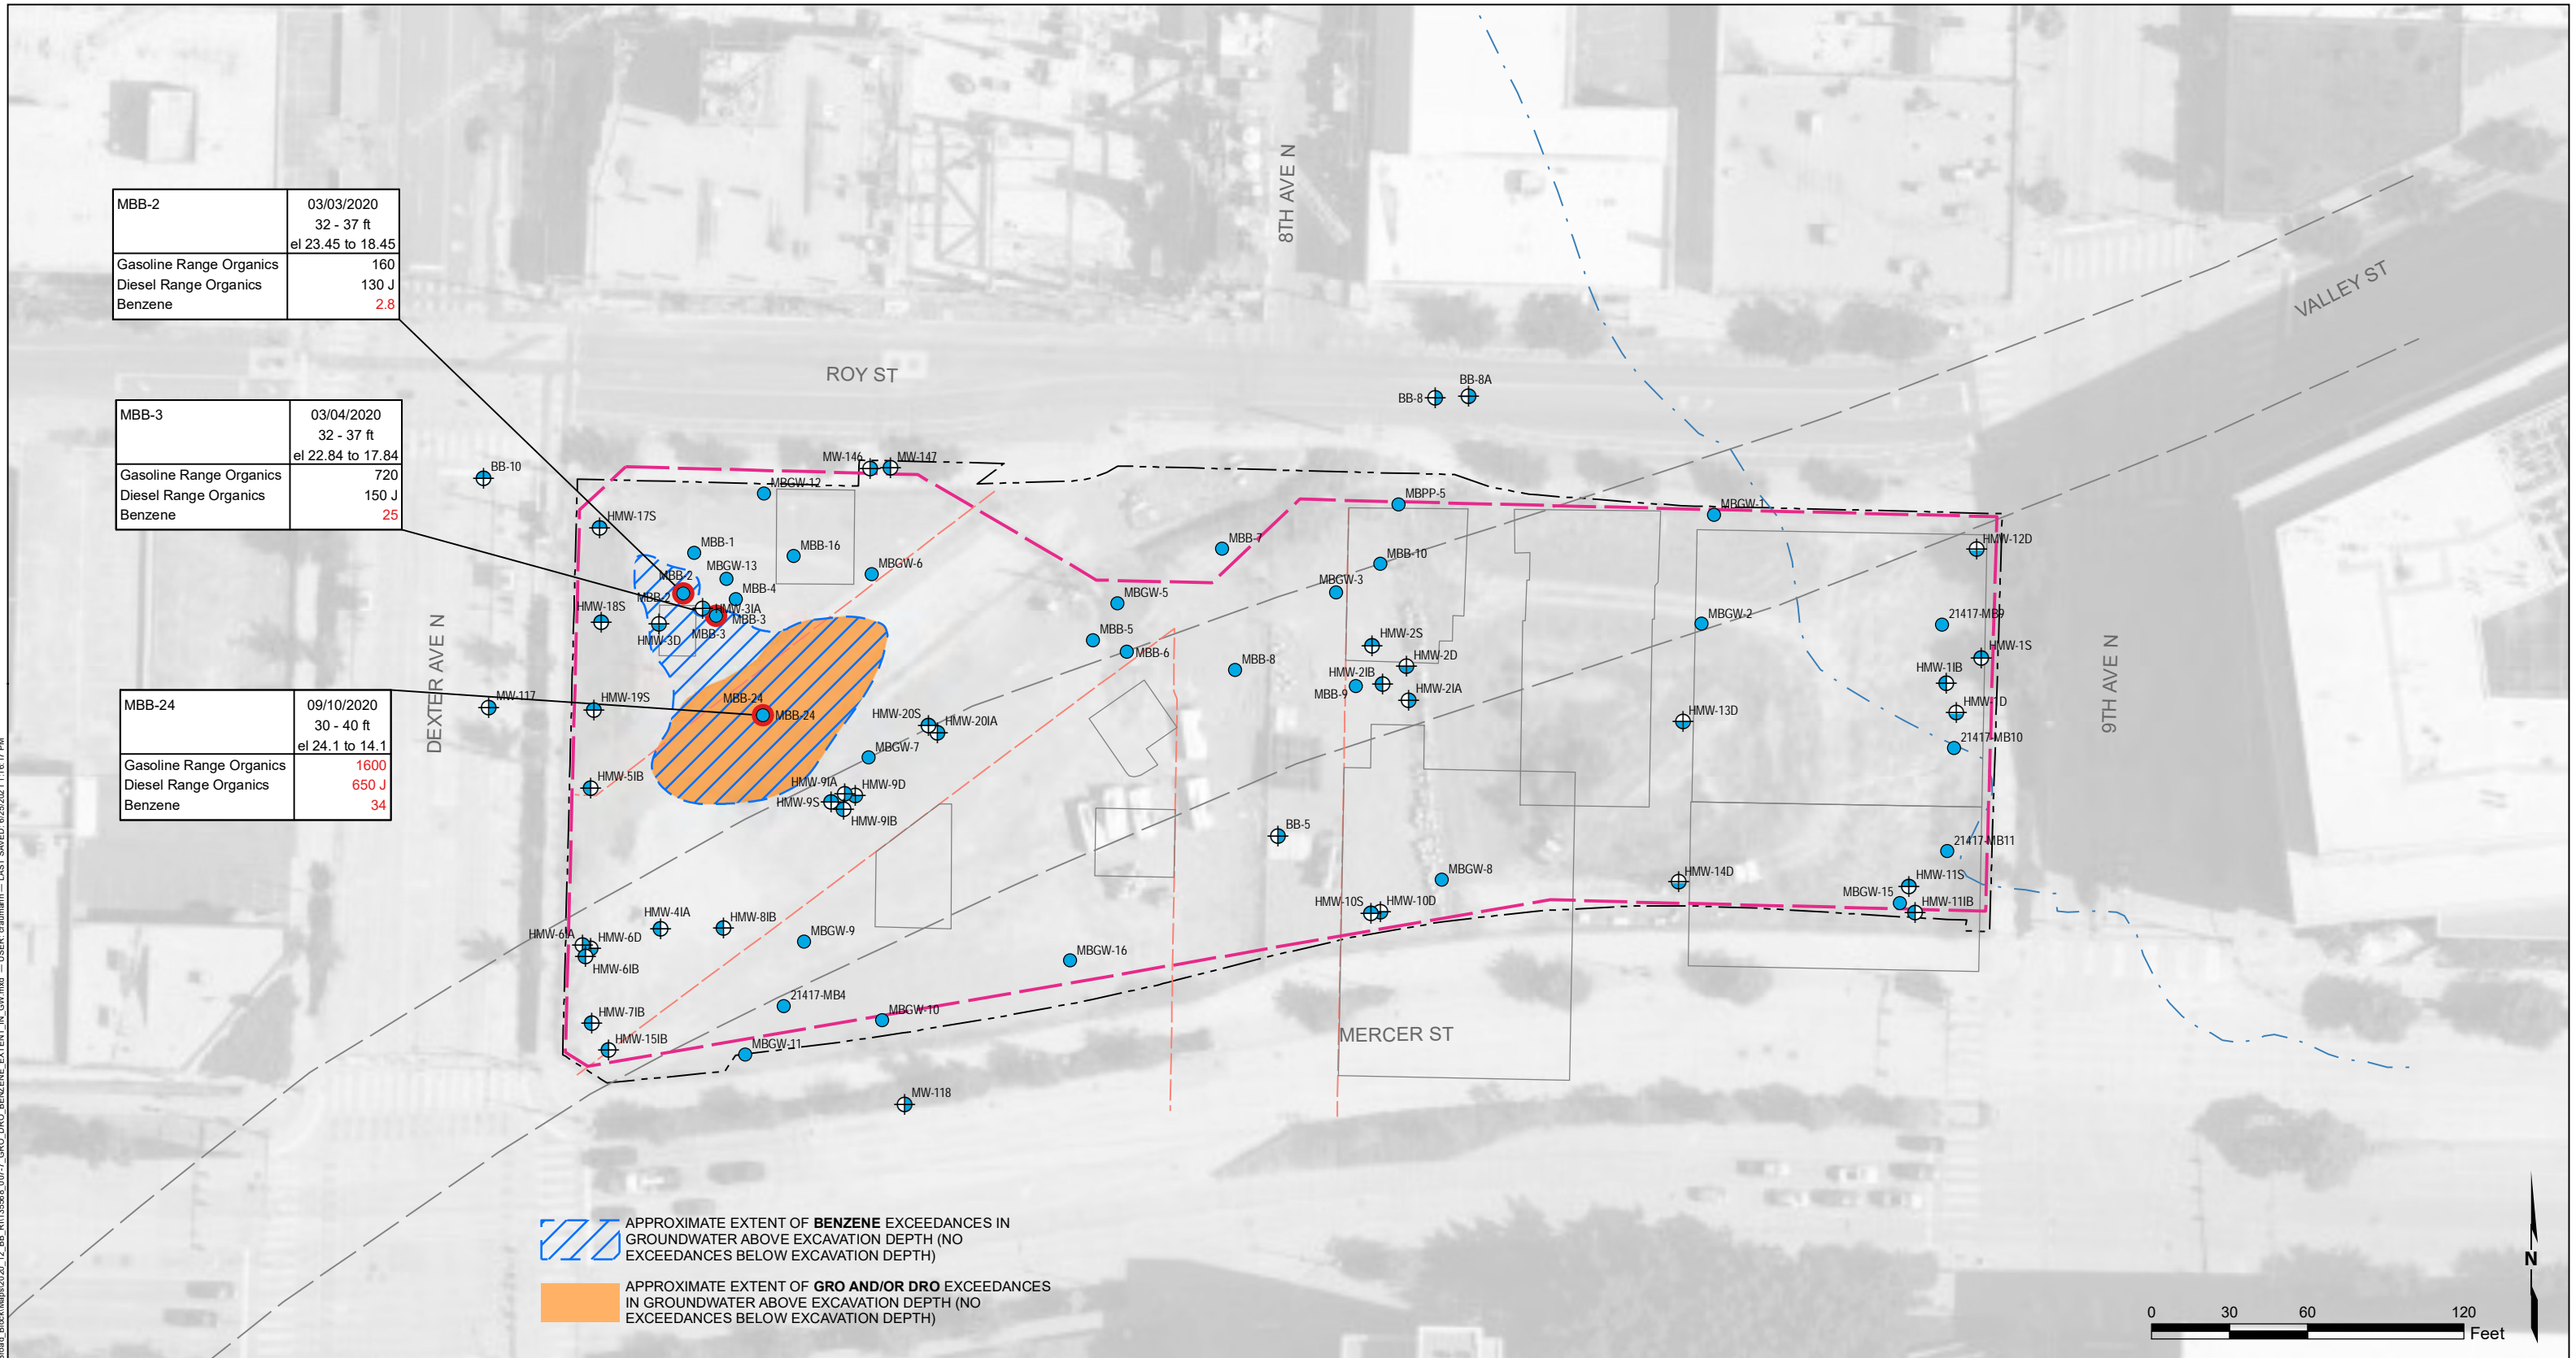 8TH AVE N
VALLEY ST
MBB-2
03/03/2020
32 - 37 ft
el 23.45 to 18.45
Gasoline Range Organics 160
Diesel Range Organics 130 J
Benzene 2.8
ROY ST
BB-8A
BB-8
MBB-3
03/04/2020
32 - 37 ft
el 22.84 to 17.84
Gasoline Range Organics 720
Diesel Range Organics 150 J
Benzene 25
BB-10
MW-146
MW-147
MBGW-12
MBPP-5
MBGW-1
HMW-17S
MBB-1
MBB-16
MBB-7
HMW-12D
MBB-10
MBGW-13
MBGW-6
MBB-2
MBGW-3
MBB-4
MBB-2
MBGW-5
HMW-18S
HMW-3IA
MBB-3
MBGW-2
21417-MB9
HMW-3D
MBB-3
MBB-5
HMW-2S
HMW-1S
MBB-6
HMW-2D
MBB-8
HMW-2IB
HMW-1IB
DEXTER AVE N
9TH AVE N
MBB-24
09/10/2020
30 - 40 ft
el 24.1 to 14.1
Gasoline Range Organics 1600
Diesel Range Organics 650 J
Benzene 34
MW-117
HMW-19S
MBB-24
MBB-24
HMW-20S
HMW-20IA
MBB-9
HMW-2IA
HMW-13D
HMW-1D
21417-MB10
MBGW-7
HMW-5IB
HMW-9IA
HMW-9D
HMW-9S
HMW-9IB
BB-5
21417-MB11
MBGW-8
HMW-14D
HMW-11S
MBGW-15
HMW-10S
HMW-10D
HMW-11IB
HMW-4IA
HMW-8IB
HMW-6IA
HMW-6D
MBGW-9
HMW-6IB
MBGW-16
21417-MB4
HMW-7IB
MBGW-10
HMW-15IB
MBGW-11
MERCER ST
MW-118
APPROXIMATE EXTENT OF BENZENE EXCEEDANCES IN
GROUNDWATER ABOVE EXCAVATION DEPTH (NO
EXCEEDANCES BELOW EXCAVATION DEPTH)
APPROXIMATE EXTENT OF GRO AND/OR DRO EXCEEDANCES
IN GROUNDWATER ABOVE EXCAVATION DEPTH (NO
EXCEEDANCES BELOW EXCAVATION DEPTH)
N
0 30 60 120
Feet